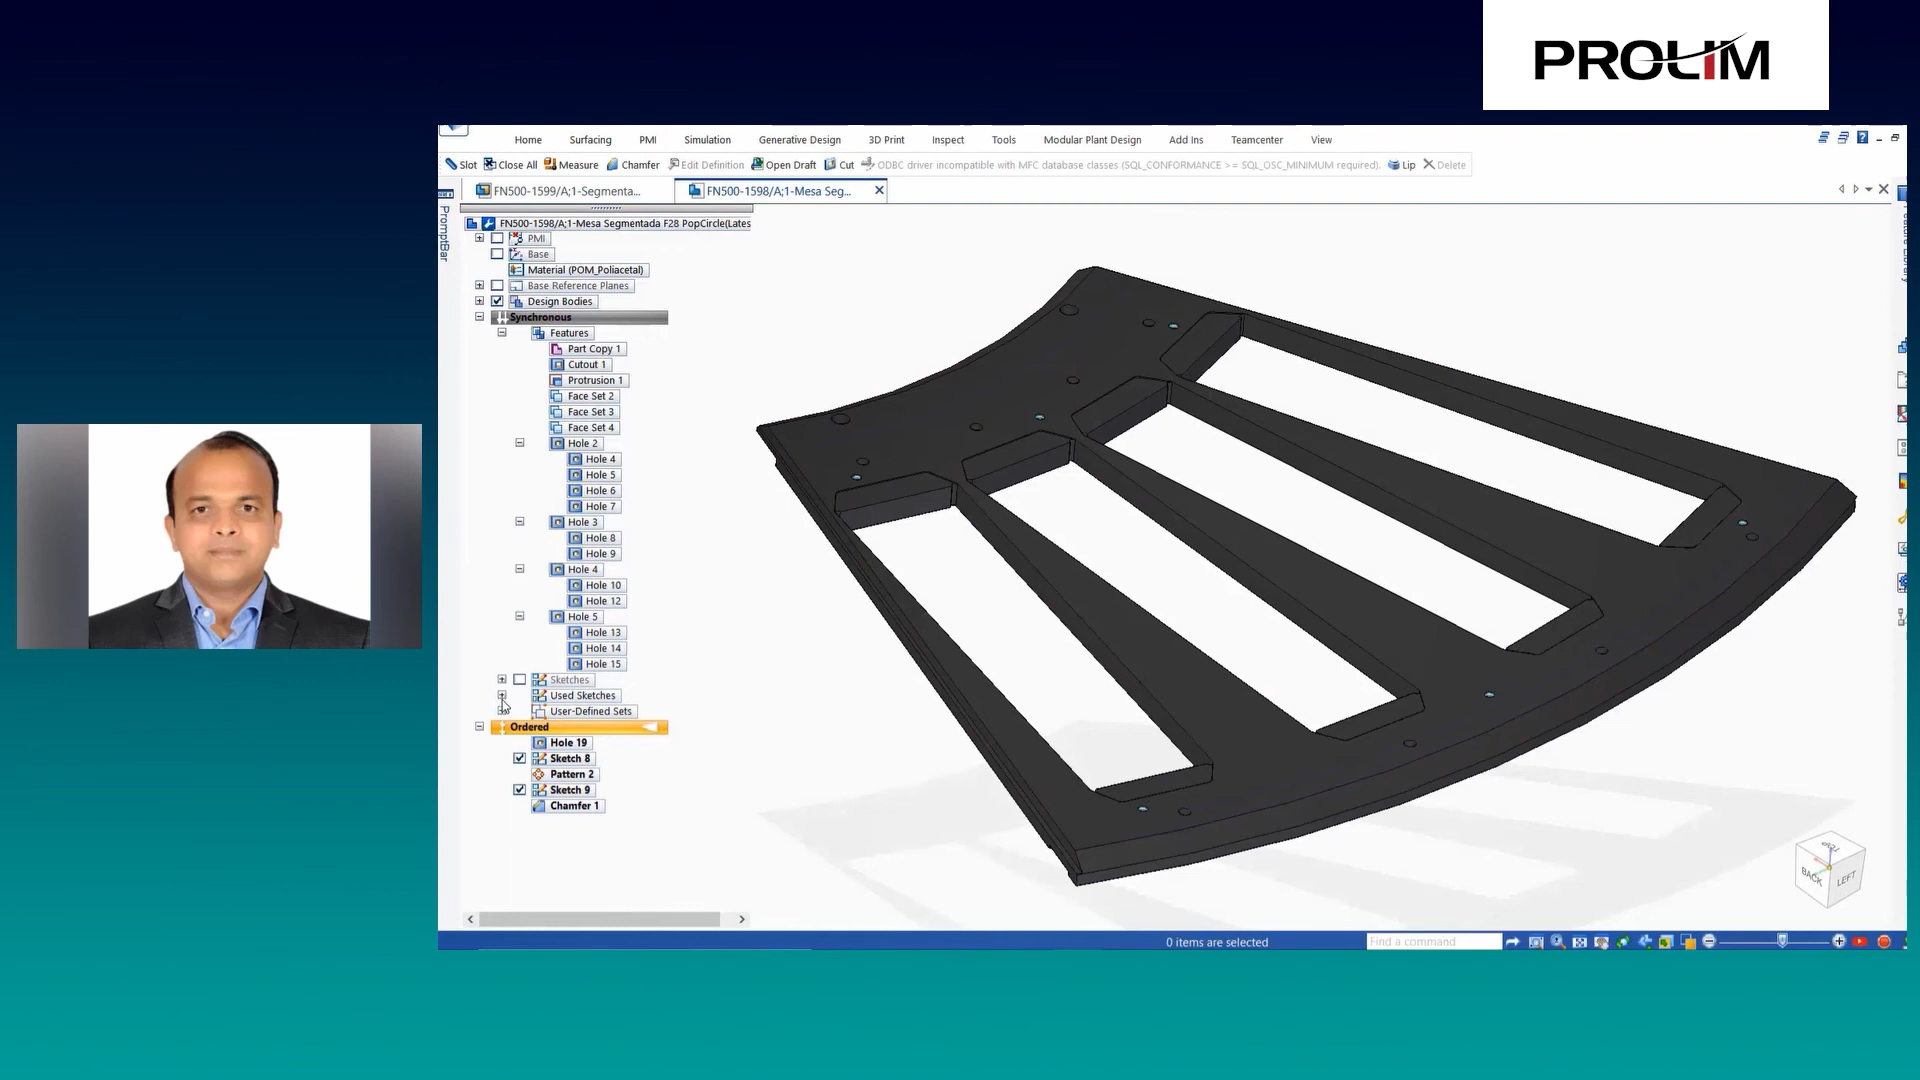 PROLIM
Home Surfacing PMI Simulation Generative Design 3D Print Inspect Tools Modular Plant Design Add Ins Teamcenter View
Slot Close All Measure Chamfer Edit Definition Open Draft Cut ODBC driver incompatible with MFC database classes (SQL_CONFORMANCE >= SQL_OSC_MINIMUM required). Lip Delete
FN500-1599/A;1-Segmenta... FN500-1598/A;1-Mesa Seg...
PromptBar
FN500-1598/A;1-Mesa Segmentada F28 PopCircle(Lates
PMI
Base
Material (POM_Poliacetal)
Base Reference Planes
Design Bodies
Synchronous
Features
Part Copy 1
Cutout 1
Protrusion 1
Face Set 2
Face Set 3
Face Set 4
Hole 2
Hole 4
Hole 5
Hole 6
Hole 7
Hole 3
Hole 8
Hole 9
Hole 4
Hole 10
Hole 12
Hole 5
Hole 13
Hole 14
Hole 15
Sketches
Used Sketches
User-Defined Sets
Ordered
Hole 19
Sketch 8
Pattern 2
Sketch 9
Chamfer 1
TOP
BACK LEFT
0 items are selected
Find a command